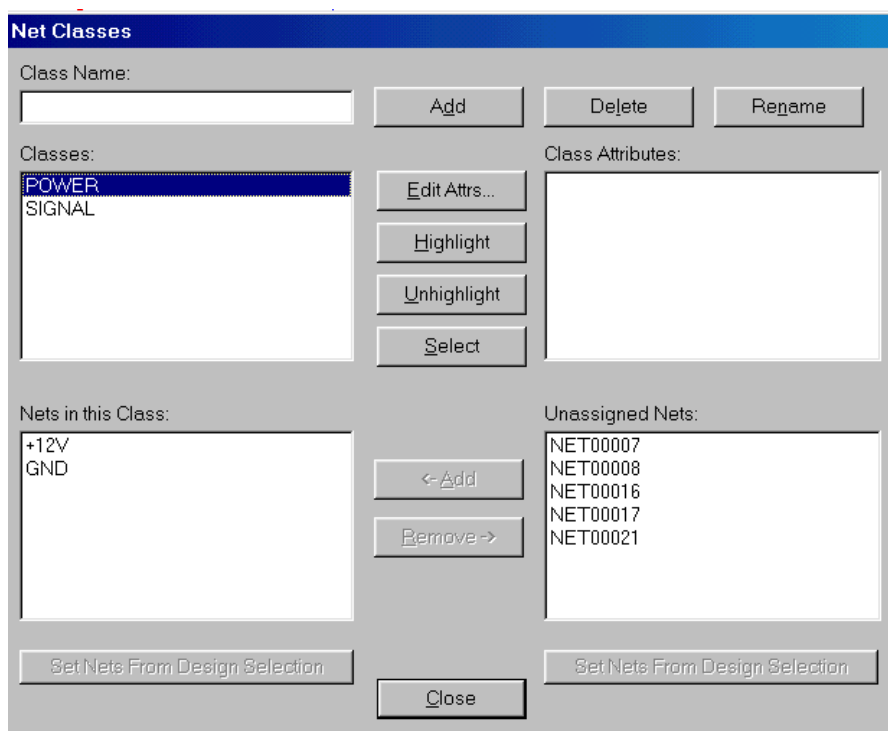 Net Classes
Class Name:
Add
Delete
Rename
Classes:
Class Attributes:
POWER
SIGNAL
Edit Attrs...
Highlight
Unhighlight
Select
Nets in this Class:
Unassigned Nets:
+12V
GND
<-Add
Remove->
NET00007
NET00008
NET00016
NET00017
NET00021
Set Nets From Design Selection
Set Nets From Design Selection
Close